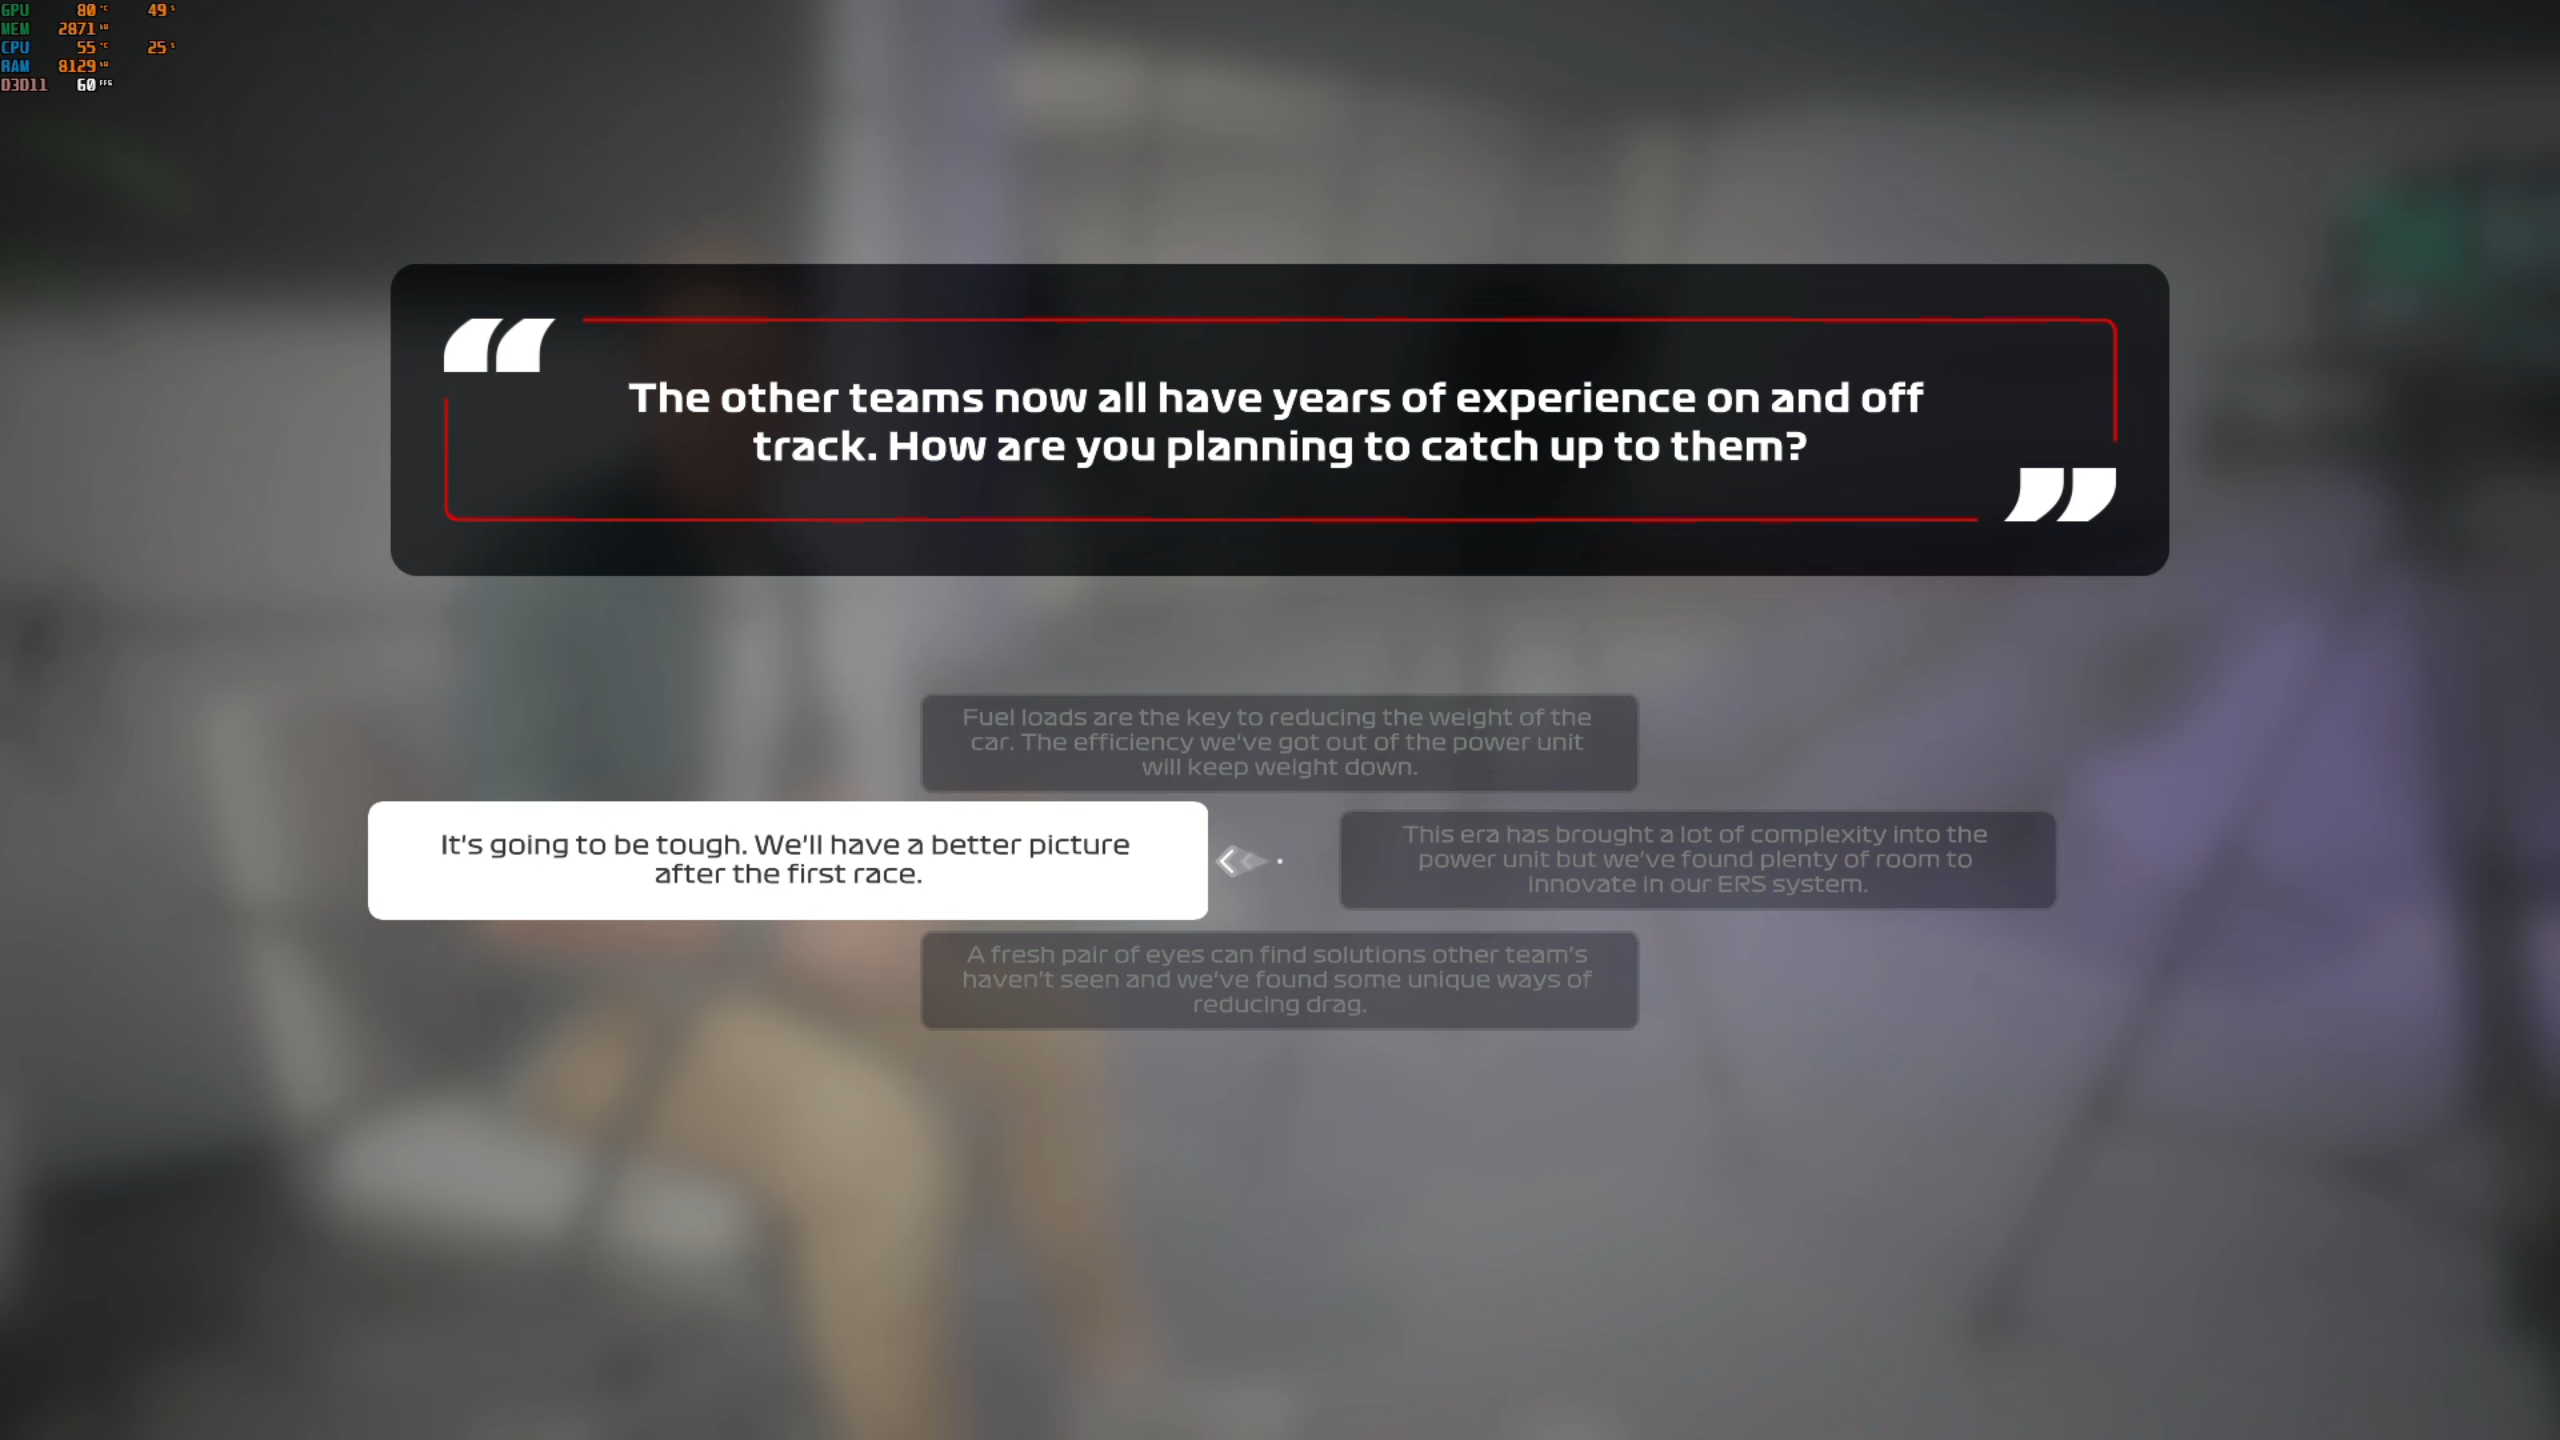 GPU 80 °C 49 %
MEM 2871 MB
CPU 55 °C 25 %
RAM 8129 MB
D3D11 60 FPS
The other teams now all have years of experience on and off
track. How are you planning to catch up to them?
Fuel loads are the key to reducing the weight of the
car. The efficiency we've got out of the power unit
will keep weight down.
It's going to be tough. We'll have a better picture
after the first race.
This era has brought a lot of complexity into the
power unit but we've found plenty of room to
innovate in our ERS system.
A fresh pair of eyes can find solutions other team's
haven't seen and we've found some unique ways of
reducing drag.